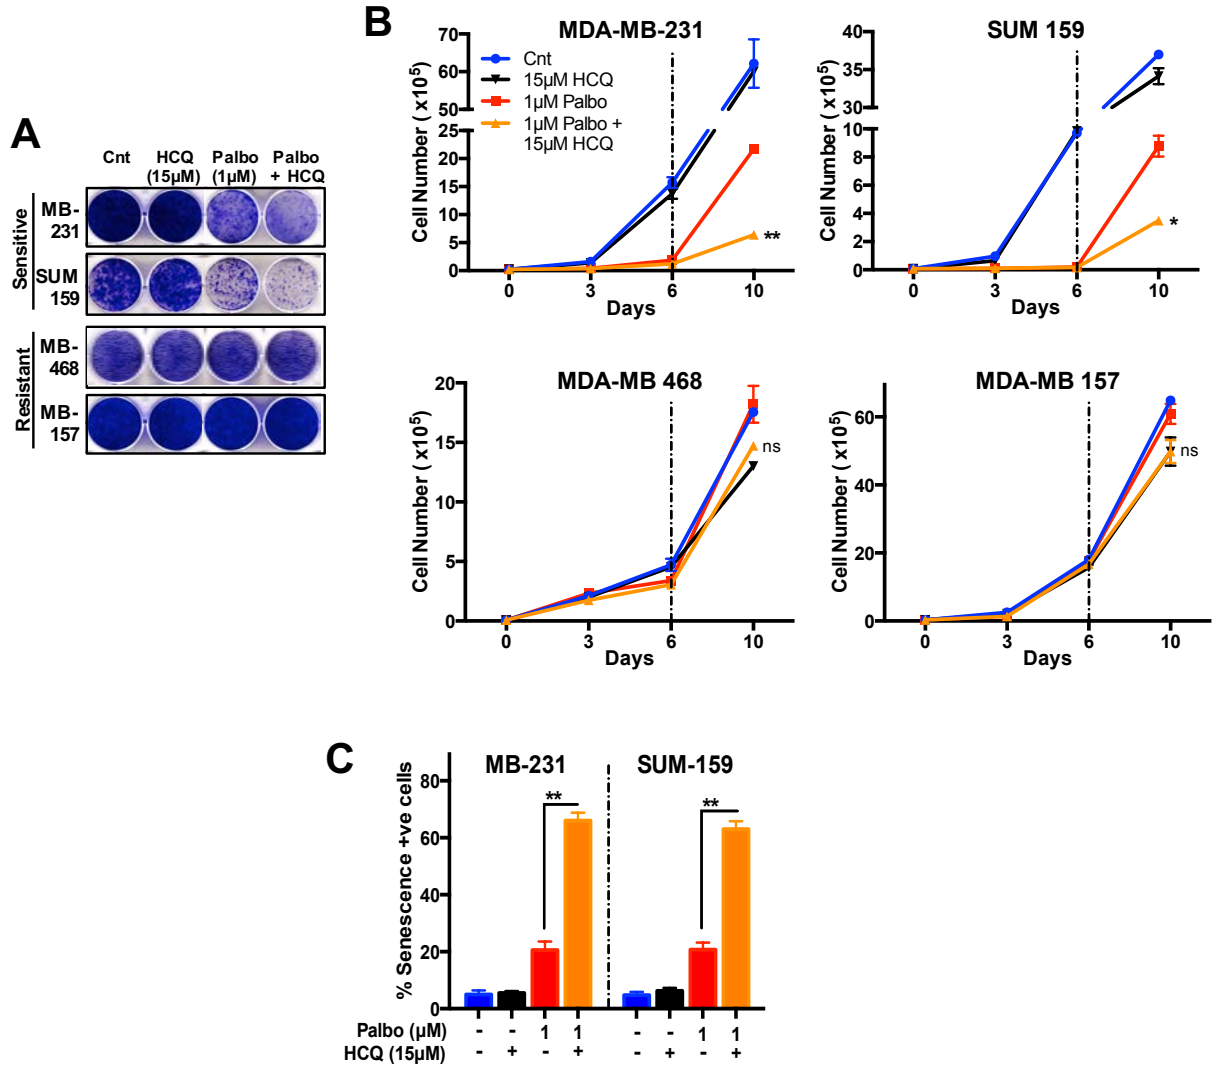 A
Cnt
HCQ
(15µM)
Palbo
(1µM)
Palbo
+ HCQ
Sensitive
MB-
231
SUM
159
Resistant
MB-
468
MB-
157
B
MDA-MB-231
Cell Number ( x10⁵)
Cell Number ( x10⁵)
70
60
50
25
20
15
10
5
0
Cnt
15µM HCQ
1µM Palbo
1µM Palbo +
15µM HCQ
**
0 3 6 10
Days
SUM 159
Cell Number ( x10⁵)
Cell Number ( x10⁵)
40
35
30
10
8
6
4
2
0
*
0 3 6 10
Days
MDA-MB 468
Cell Number ( x10⁵)
20
15
10
5
0
ns
0 3 6 10
Days
MDA-MB 157
Cell Number ( x10⁵)
60
40
20
0
ns
0 3 6 10
Days
C
MB-231
SUM-159
% Senescence +ve cells
80
60
40
20
0
**
**
Palbo (µM) - - 1 1 - - 1 1
HCQ (15µM) - + - + - + - +